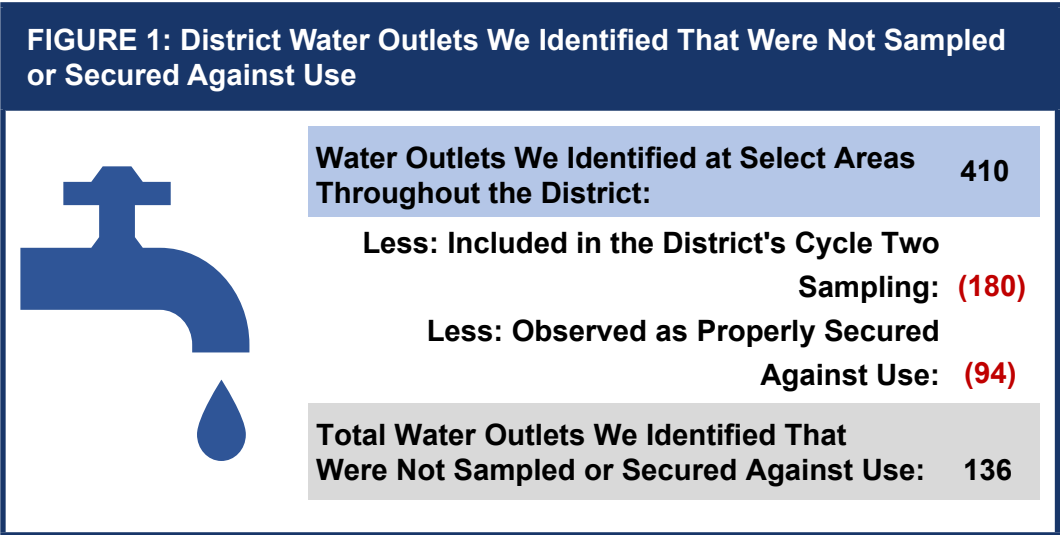 FIGURE 1: District Water Outlets We Identified That Were Not Sampled
or Secured Against Use
Water Outlets We Identified at Select Areas
Throughout the District: 410
Less: Included in the District's Cycle Two
Sampling: (180)
Less: Observed as Properly Secured
Against Use: (94)
Total Water Outlets We Identified That
Were Not Sampled or Secured Against Use: 136